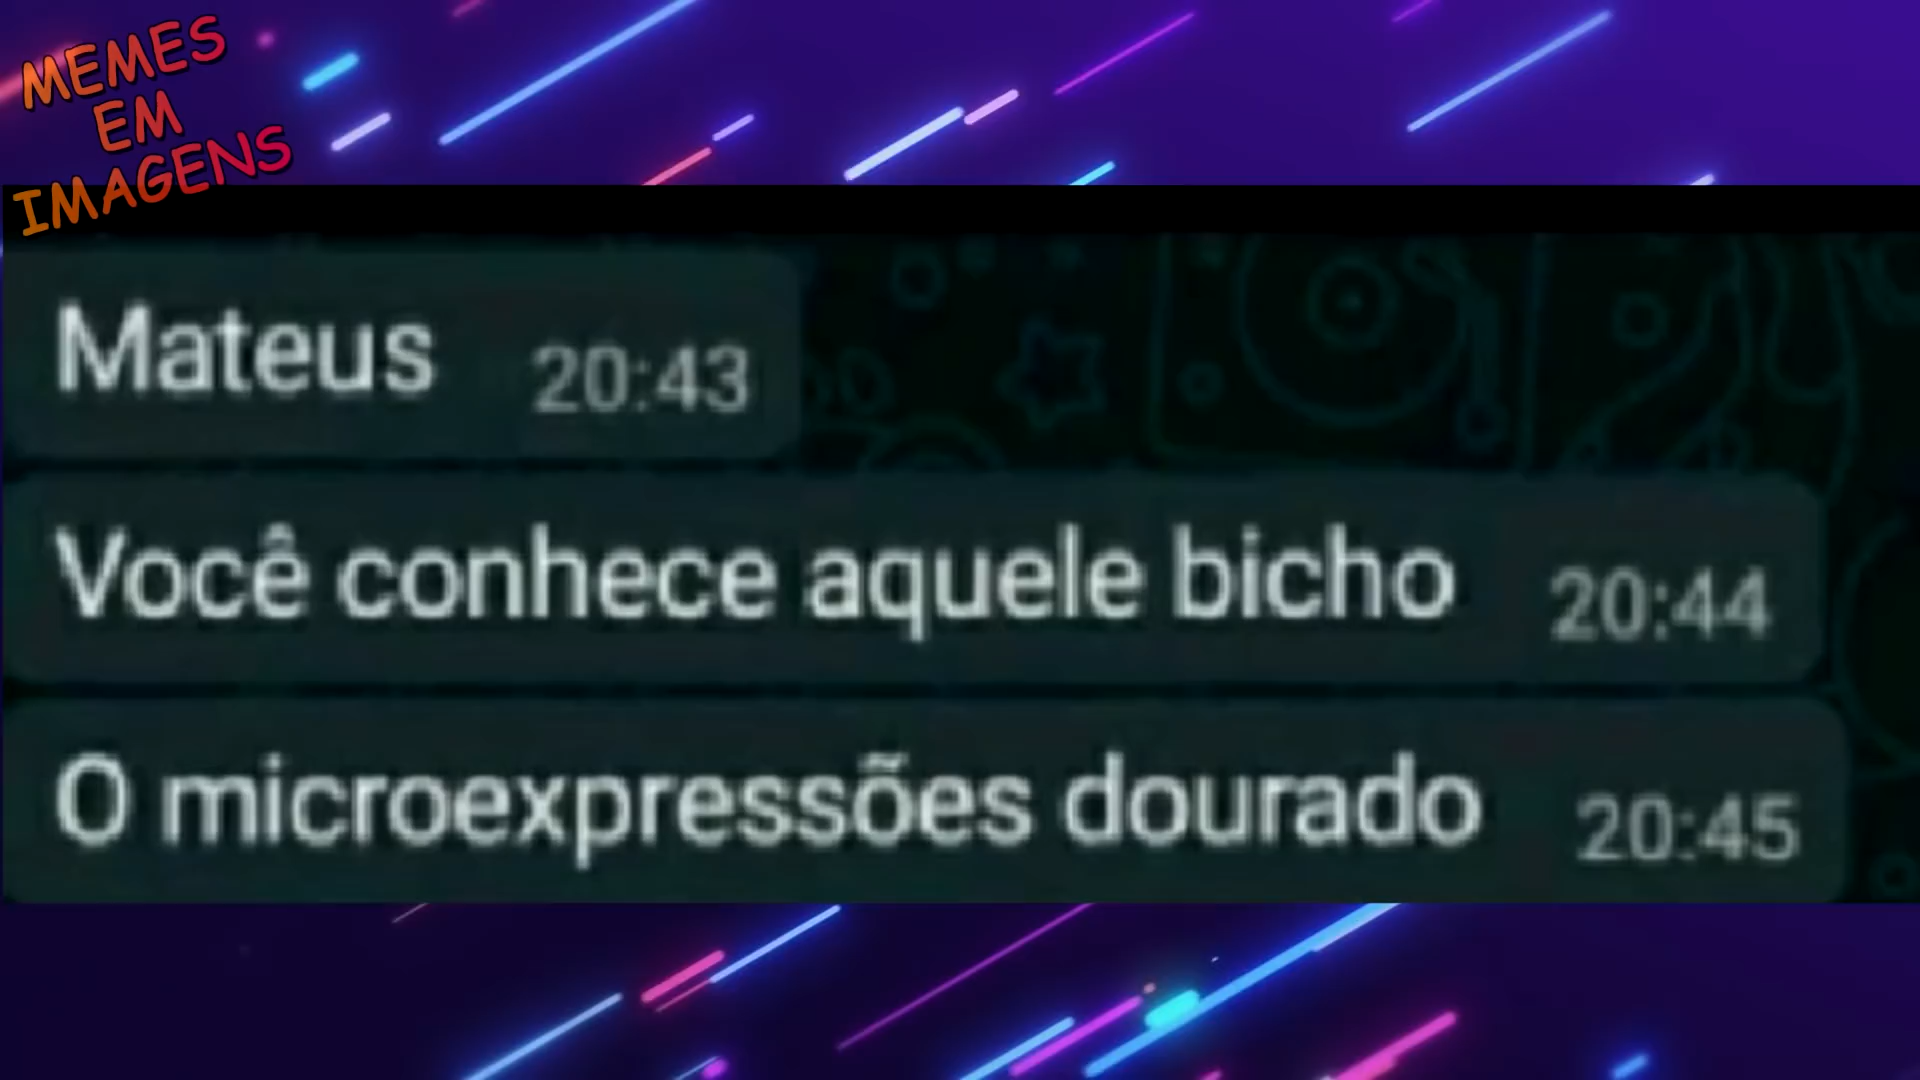 MEMES
EM
IMAGENS
Mateus 20:43
Você conhece aquele bicho 20:44
O microexpressões dourado 20:45